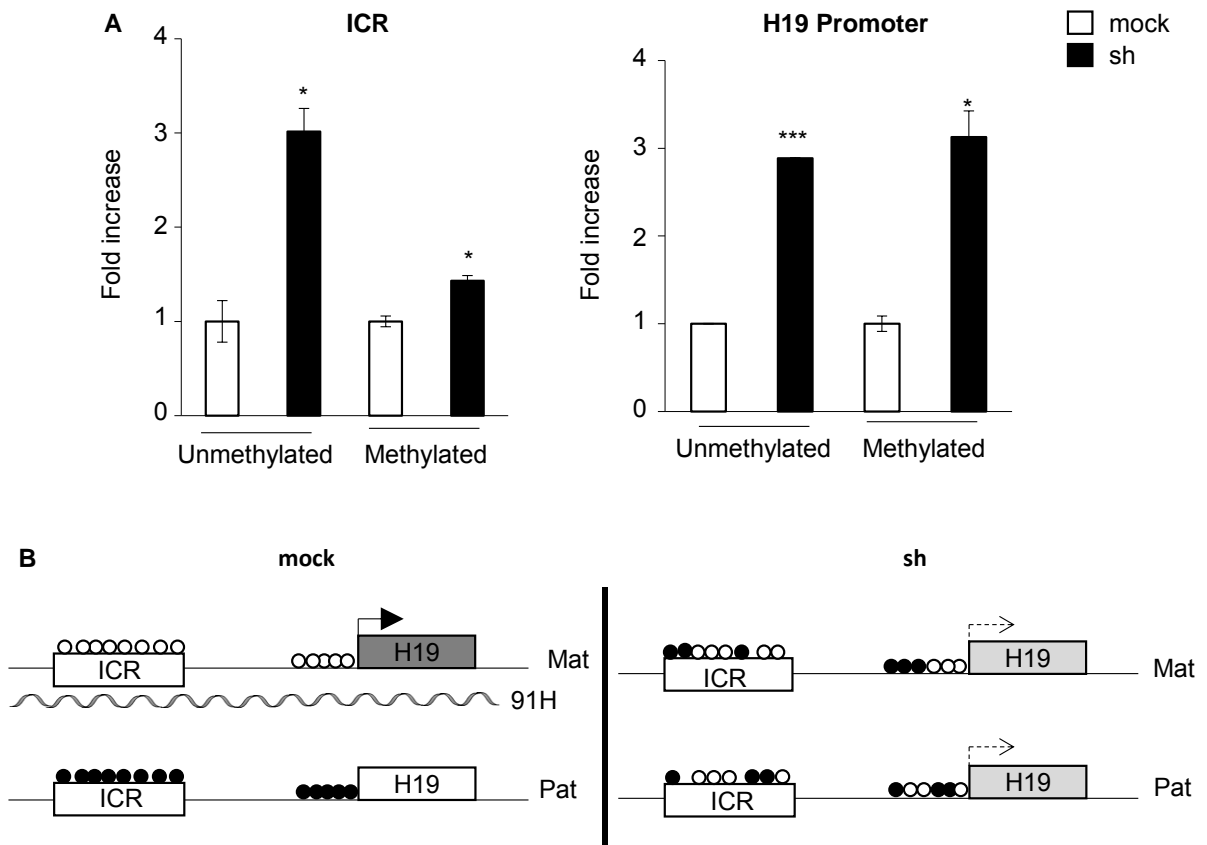 A
ICR
H19 Promoter
mock
sh
Fold increase
4
3
2
1
0
*
*
Unmethylated
Methylated
Fold increase
4
3
2
1
0
***
*
Unmethylated
Methylated
B
mock
sh
ICR
H19
Mat
91H
ICR
H19
Pat
ICR
H19
Mat
ICR
H19
Pat